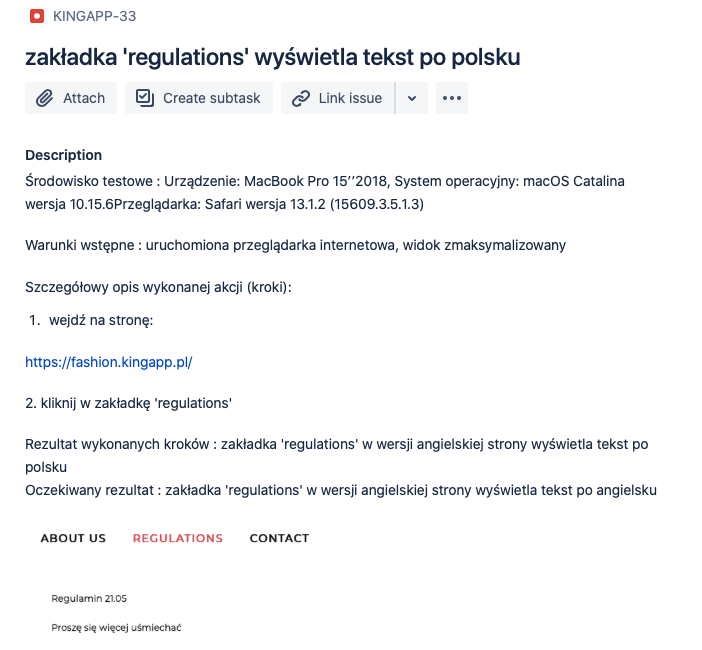 KINGAPP-33
zakładka 'regulations' wyświetla tekst po polsku
Attach
Create subtask
Link issue
Description
Środowisko testowe : Urządzenie: MacBook Pro 15’’2018, System operacyjny: macOS Catalina
wersja 10.15.6Przeglądarka: Safari wersja 13.1.2 (15609.3.5.1.3)
Warunki wstępne : uruchomiona przeglądarka internetowa, widok zmaksymalizowany
Szczegółowy opis wykonanej akcji (kroki):
1. wejdź na stronę:
https://fashion.kingapp.pl/
2. kliknij w zakładkę 'regulations'
Rezultat wykonanych kroków : zakładka 'regulations' w wersji angielskiej strony wyświetla tekst po
polsku
Oczekiwany rezultat : zakładka 'regulations' w wersji angielskiej strony wyświetla tekst po angielsku
ABOUT US REGULATIONS CONTACT
Regulamin 21.05
Proszę się więcej uśmiechać